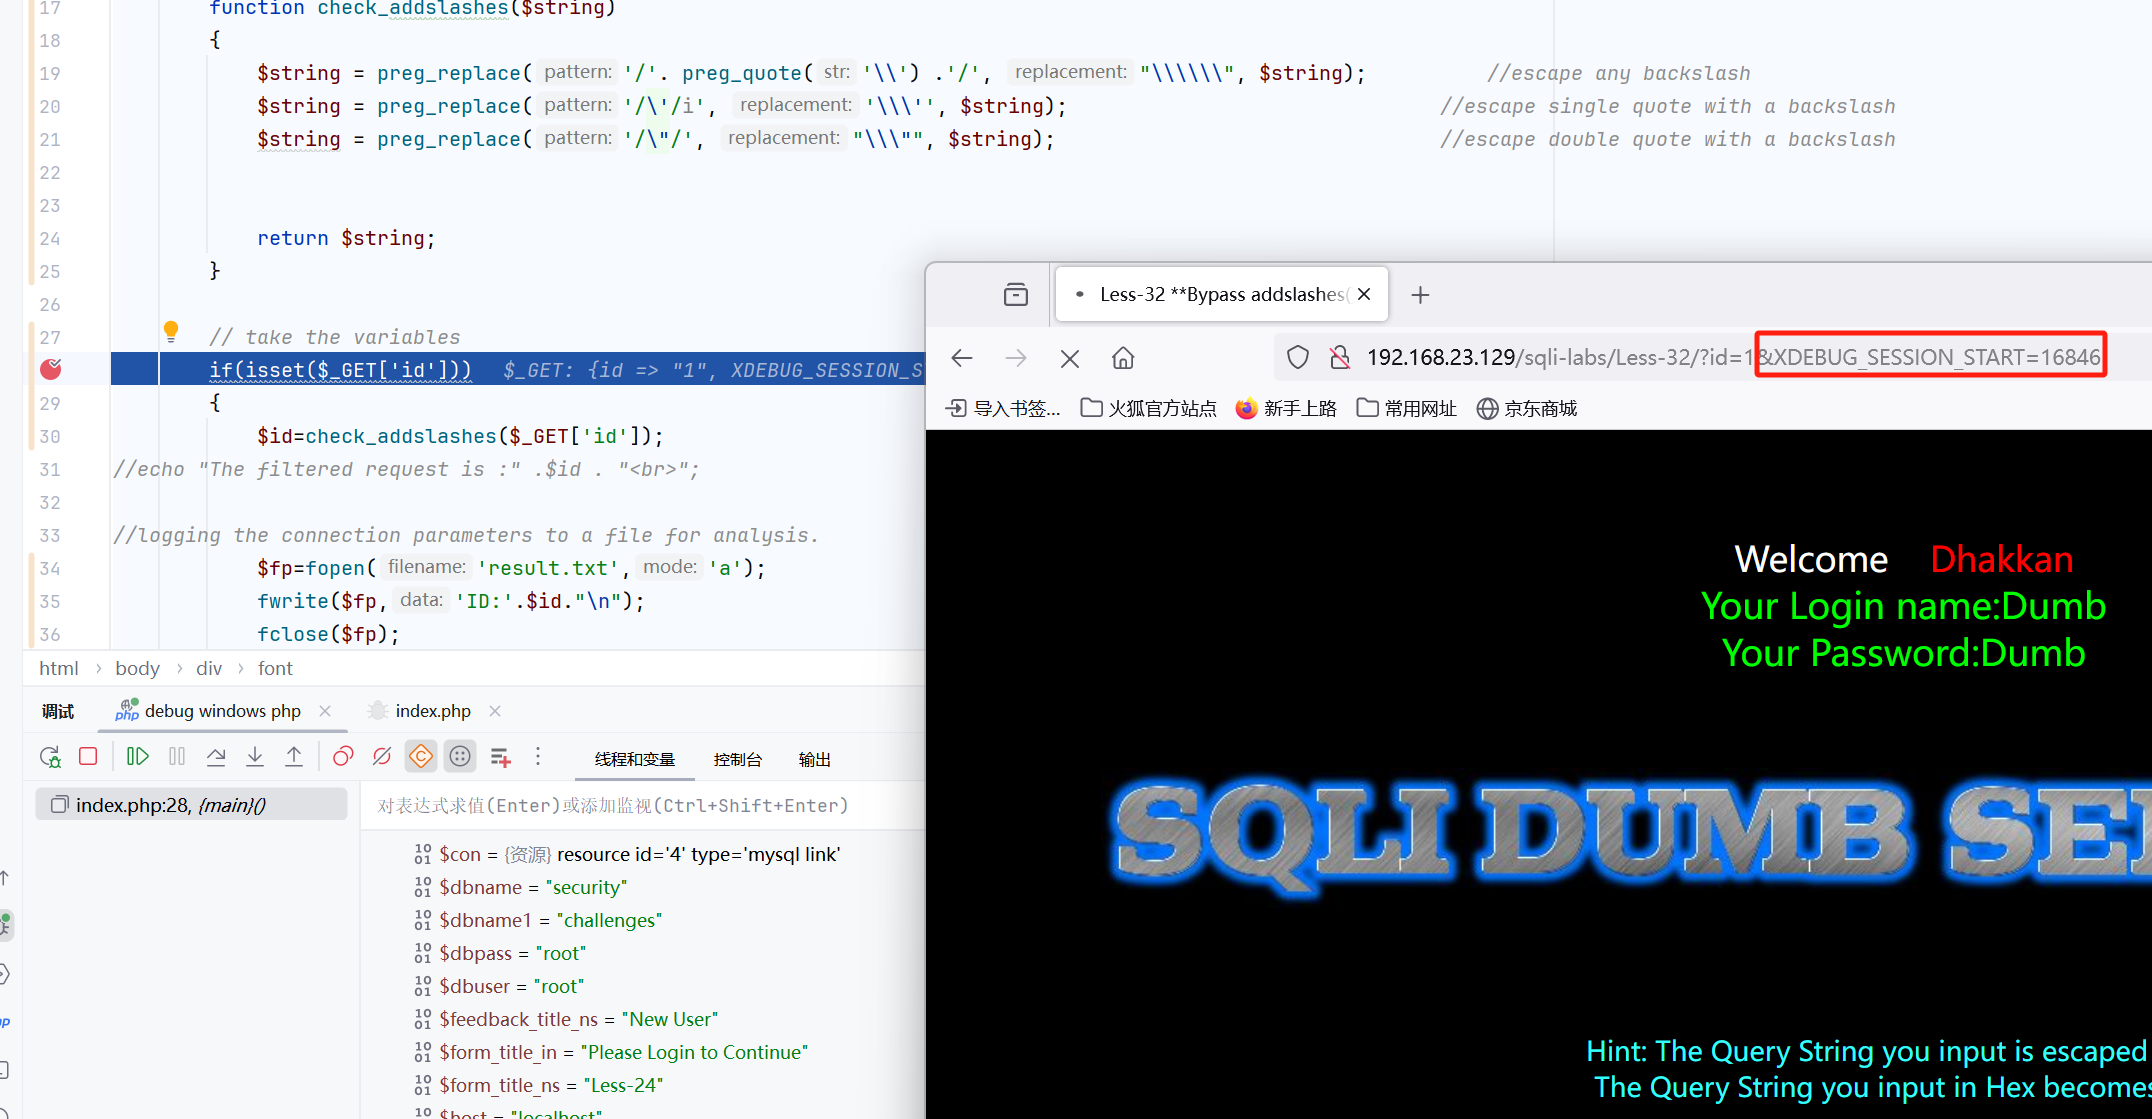 17 function check_addslashes($string)
18 {
19 $string = preg_replace( pattern: '/'. preg_quote( str: '\\') .'/', replacement: "\\\\\\", $string); //escape any backslash
20 $string = preg_replace( pattern: '/\'/i', replacement: '\\\'', $string); //escape single quote with a backslash
21 $string = preg_replace( pattern: '/\"/', replacement: "\\\"", $string); //escape double quote with a backslash
22
23
24 return $string;
25 }
26
27 // take the variables
if(isset($_GET['id'])) $_GET: {id => "1", XDEBUG_SESSION_S
29 {
30 $id=check_addslashes($_GET['id']);
31 //echo "The filtered request is :" .$id . "<br>";
32
33 //logging the connection parameters to a file for analysis.
34 $fp=fopen( filename: 'result.txt', mode: 'a');
35 fwrite($fp, data: 'ID:'.$id."\n");
36 fclose($fp);
html › body › div › font
调试 php debug windows php index.php
线程和变量 控制台 输出
index.php:28, {main}()
对表达式求值(Enter)或添加监视(Ctrl+Shift+Enter)
$con = {资源} resource id='4' type='mysql link'
$dbname = "security"
$dbname1 = "challenges"
$dbpass = "root"
$dbuser = "root"
$feedback_title_ns = "New User"
$form_title_in = "Please Login to Continue"
$form_title_ns = "Less-24"
$host = "localhost"
Less-32 **Bypass addslashes(
192.168.23.129/sqli-labs/Less-32/?id=1&XDEBUG_SESSION_START=16846
导入书签... 火狐官方站点 新手上路 常用网址 京东商城
Welcome Dhakkan
Your Login name:Dumb
Your Password:Dumb
SQLI DUMB SE
Hint: The Query String you input is escaped
The Query String you input in Hex becomes